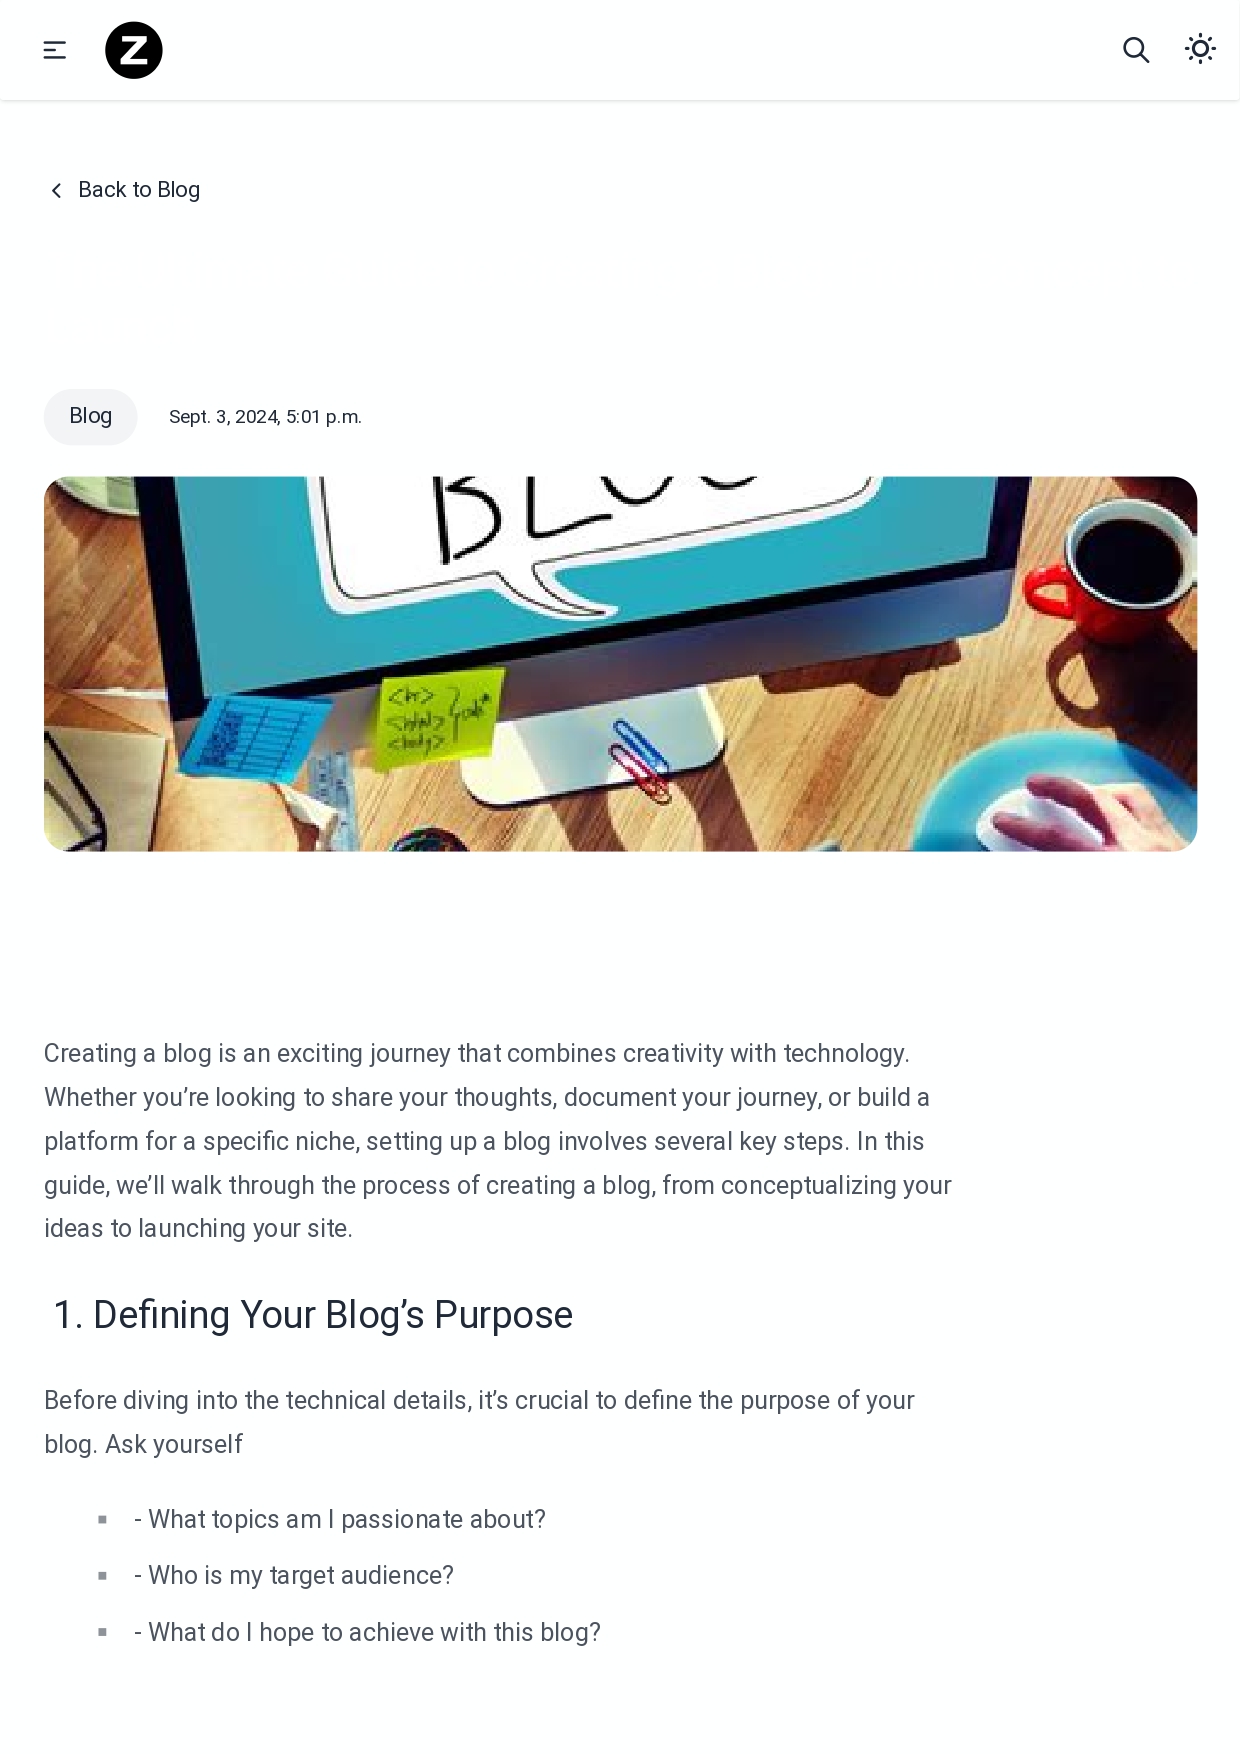 Z
Back to Blog
Blog
Sept. 3, 2024, 5:01 p.m.
BLOG
<br>
<html> } code*
<body>
Creating a blog is an exciting journey that combines creativity with technology.
Whether you’re looking to share your thoughts, document your journey, or build a
platform for a specific niche, setting up a blog involves several key steps. In this
guide, we’ll walk through the process of creating a blog, from conceptualizing your
ideas to launching your site.
1. Defining Your Blog’s Purpose
Before diving into the technical details, it’s crucial to define the purpose of your
blog. Ask yourself
▪ - What topics am I passionate about?
▪ - Who is my target audience?
▪ - What do I hope to achieve with this blog?